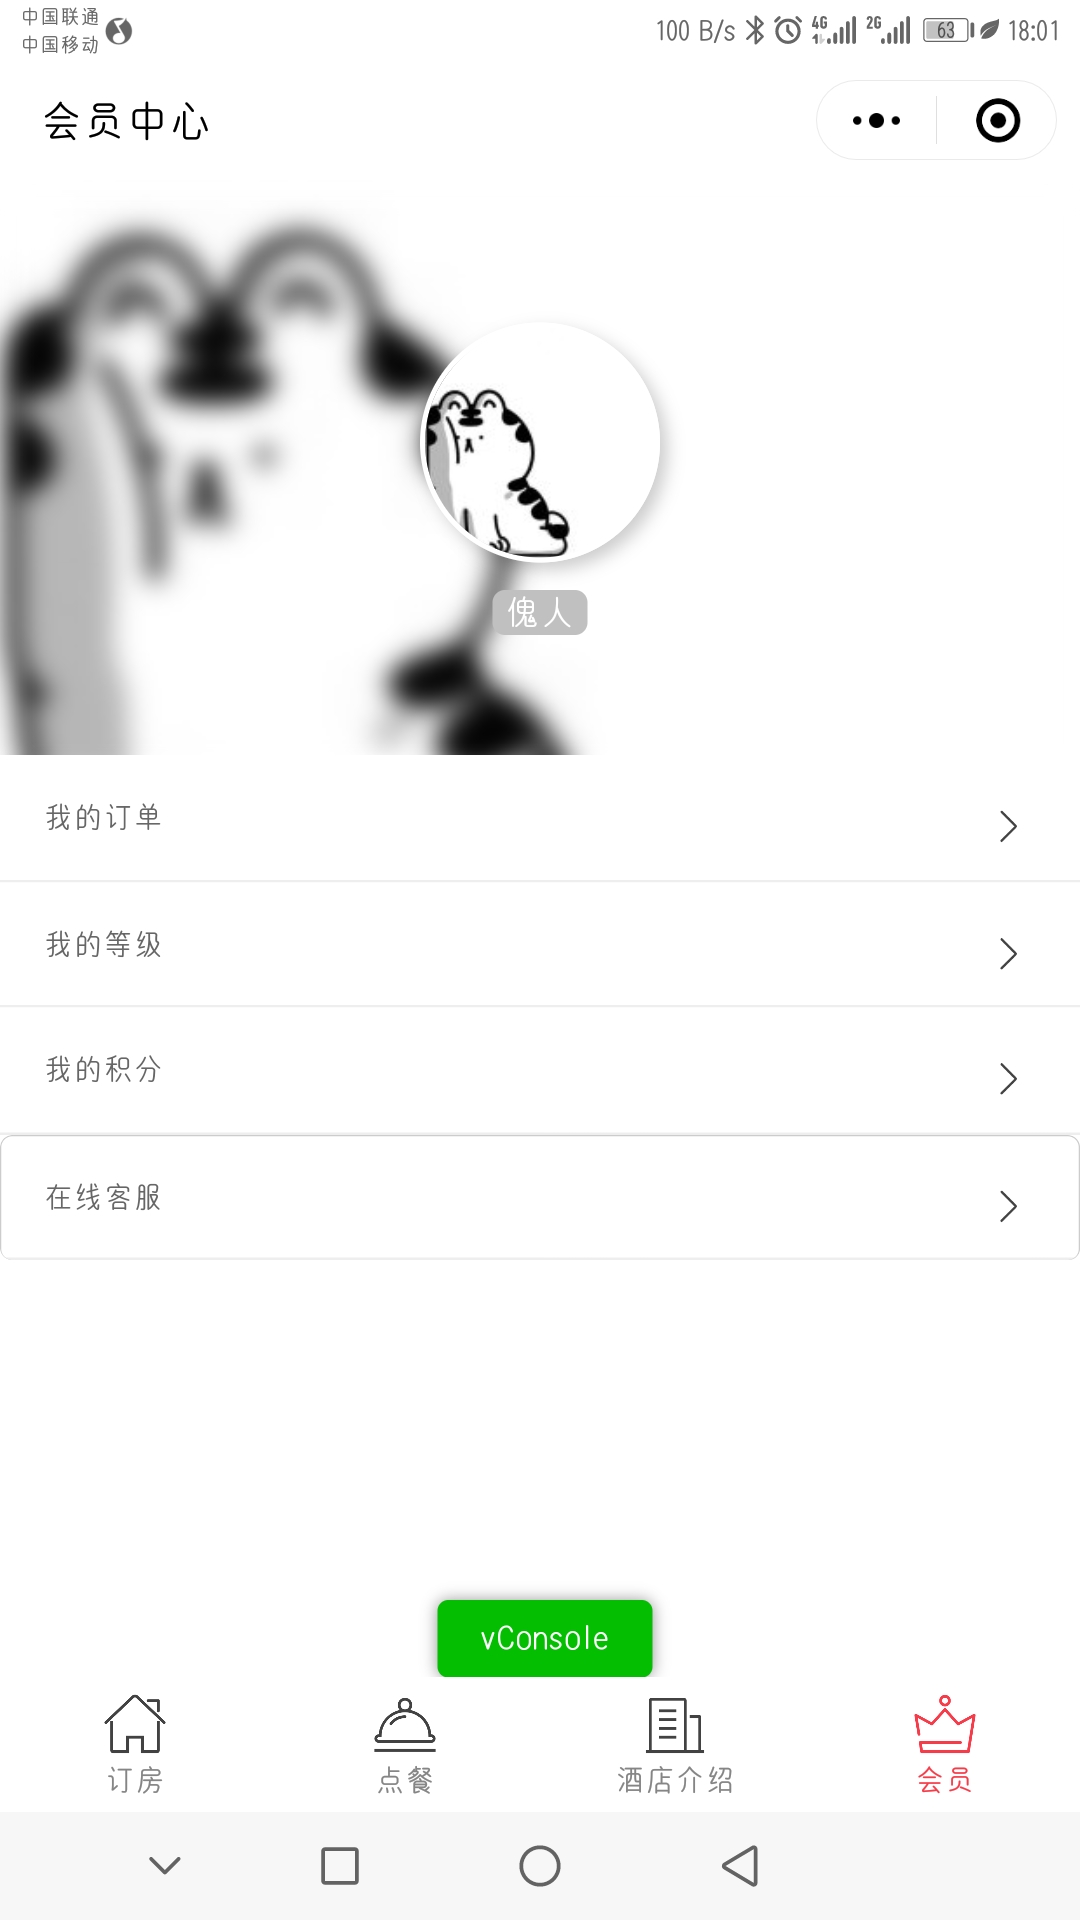 中国联通
中国移动
100 B/s 4G 2G 63 18:01
会员中心
傀人
我的订单
我的等级
我的积分
在线客服
vConsole
订房 点餐 酒店介绍 会员